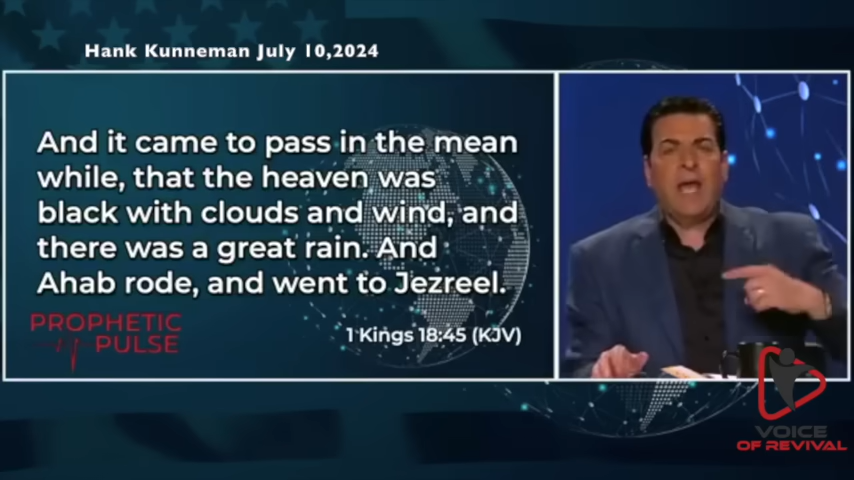 Hank Kunneman July 10,2024
And it came to pass in the mean
while, that the heaven was
black with clouds and wind, and
there was a great rain. And
Ahab rode, and went to Jezreel.
PROPHETIC
PULSE
1 Kings 18:45 (KJV)
VOICE
OF REVIVAL